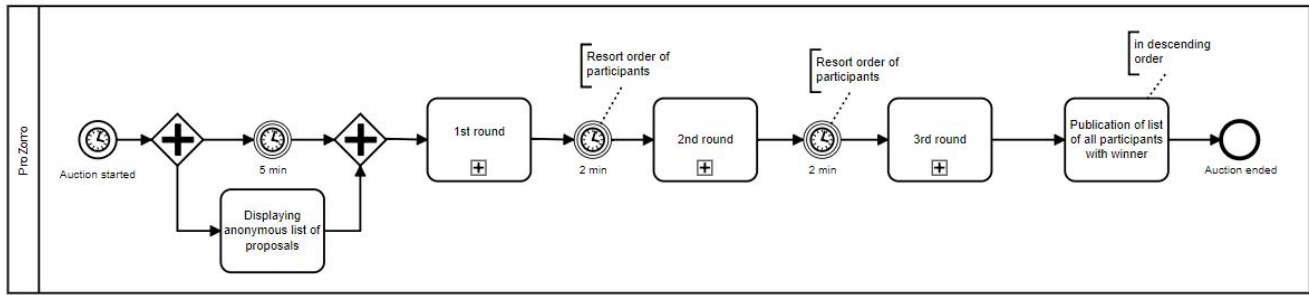 ProZorro
Auction started
5 min
Displaying
anonymous list of
proposals
1st round
Resort order of
participants
2 min
2nd round
Resort order of
participants
2 min
3rd round
in descending
order
Publication of list
of all participants
with winner
Auction ended